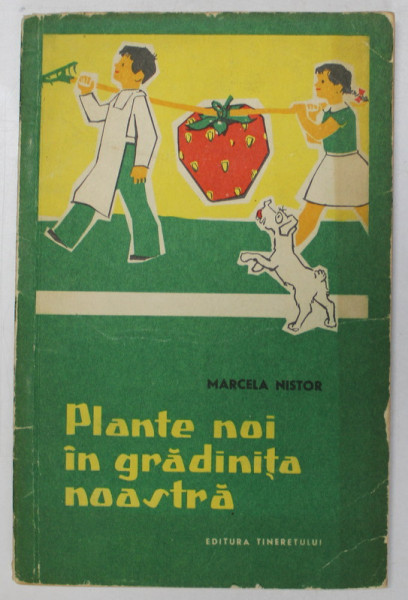 MARCELA NISTOR
Plante noi
în grădinița
noastră
EDITURA TINERETULUI